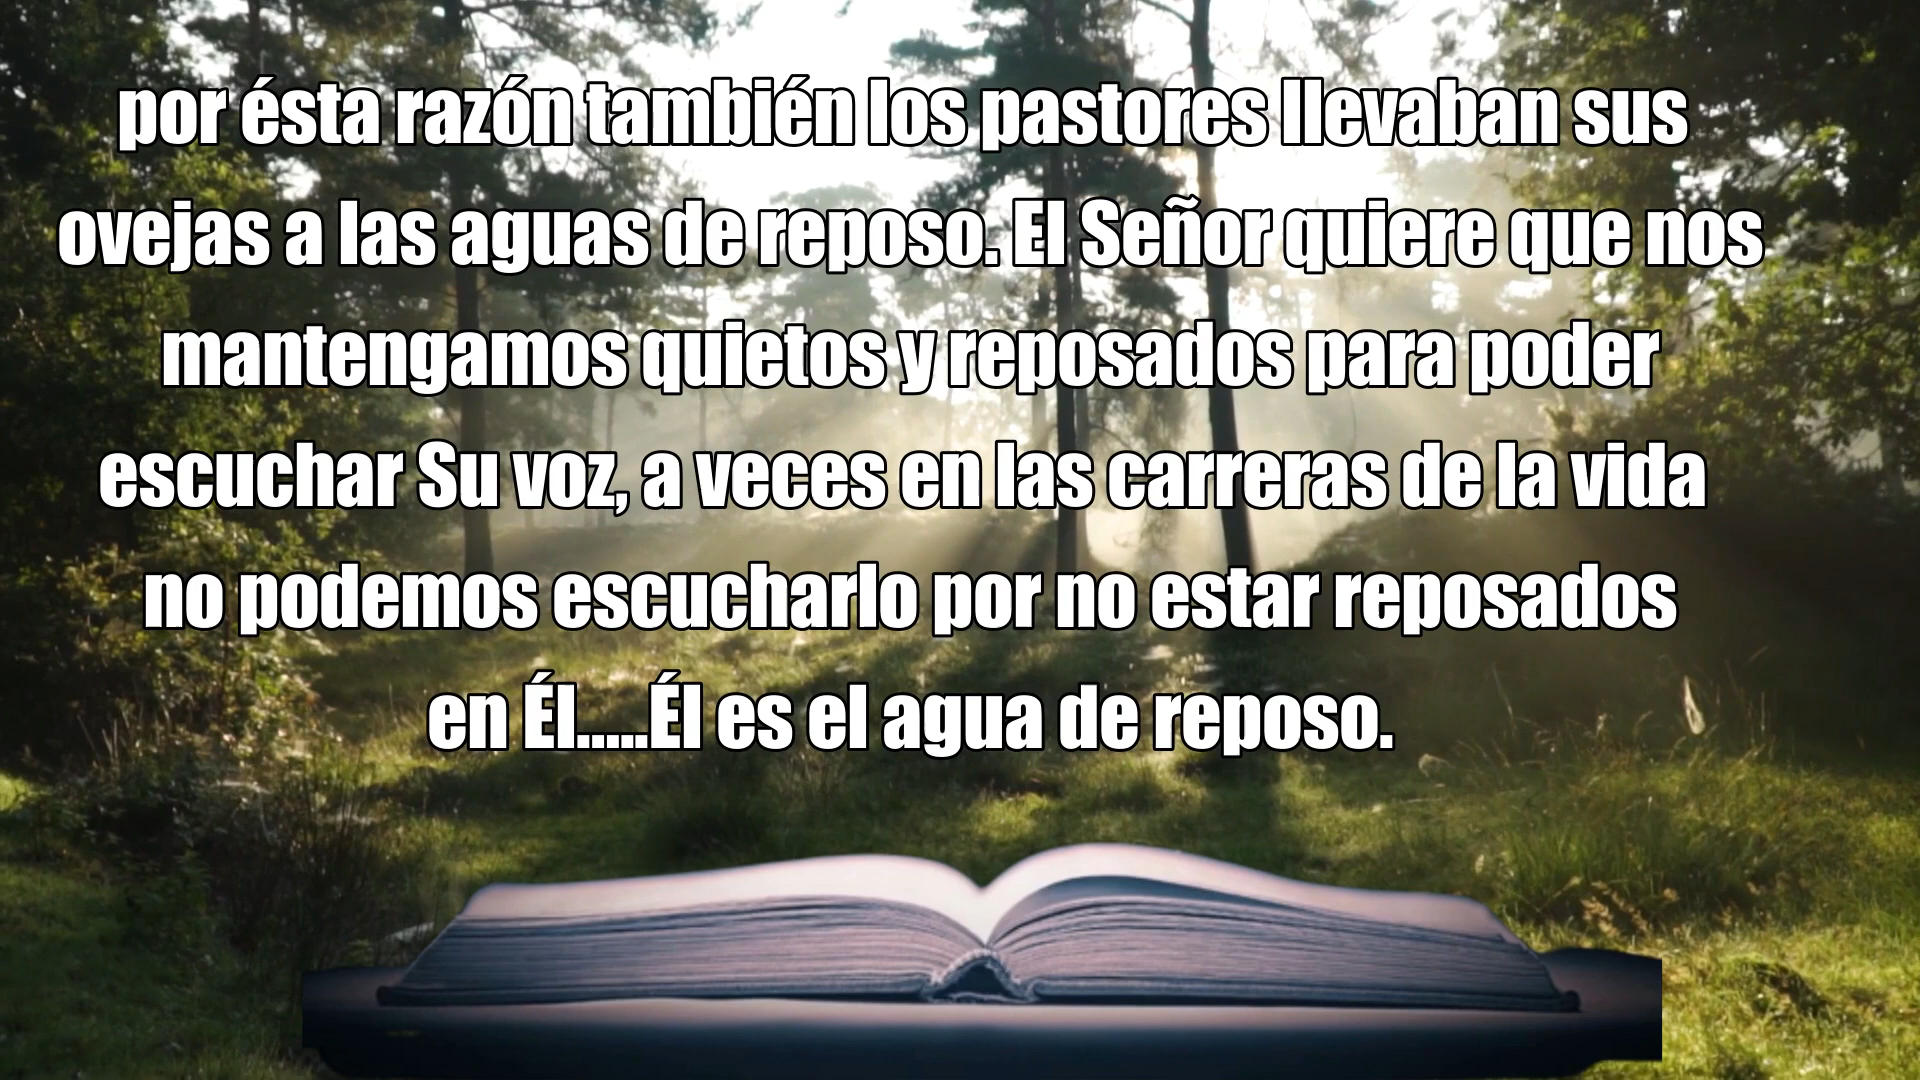 por ésta razón también los pastores llevaban sus
ovejas a las aguas de reposo. El Señor quiere que nos
mantengamos quietos y reposados para poder
escuchar Su voz, a veces en las carreras de la vida
no podemos escucharlo por no estar reposados
en Él.....Él es el agua de reposo.